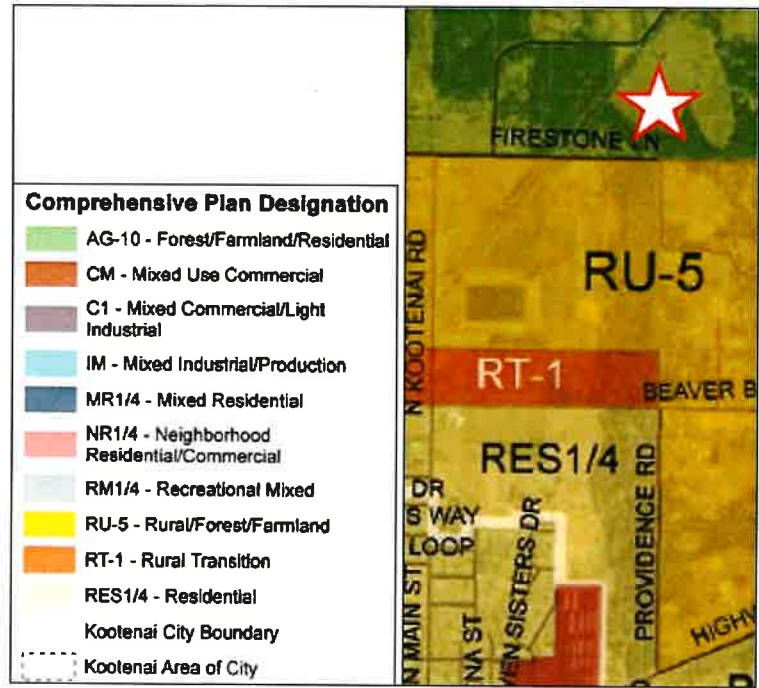 Comprehensive Plan Designation
AG-10 - Forest/Farmland/Residential
CM - Mixed Use Commercial
C1 - Mixed Commercial/Light
Industrial
IM - Mixed Industrial/Production
MR1/4 - Mixed Residential
NR1/4 - Neighborhood
Residential/Commercial
RM1/4 - Recreational Mixed
RU-5 - Rural/Forest/Farmland
RT-1 - Rural Transition
RES1/4 - Residential
Kootenai City Boundary
Kootenai Area of City
FIRESTONE LN
N KOOTENAI RD
RU-5
RT-1
BEAVER B
RES1/4
PROVIDENCE RD
DR
S WAY
LOOP
N MAIN ST
NA ST
VEN SISTERS DR
HIGHW